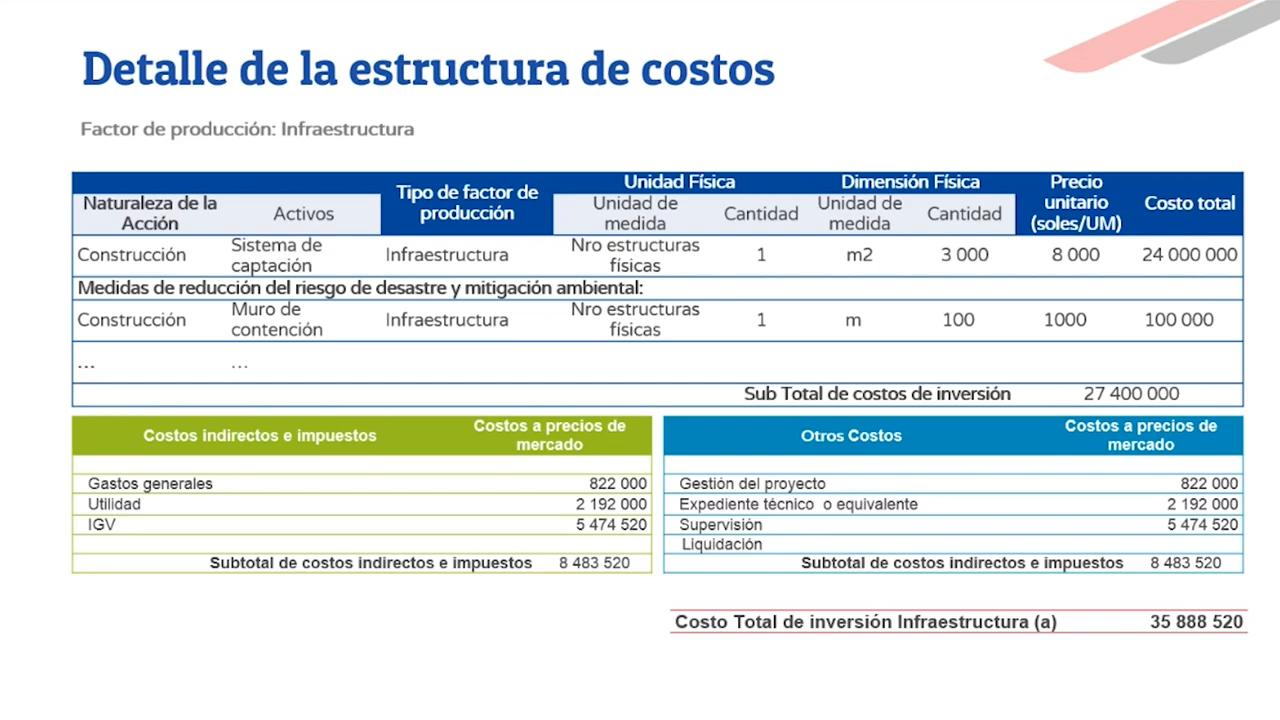 Detalle de la estructura de costos
Factor de producción: Infraestructura
Naturaleza de la Acción Activos Tipo de factor de producción Unidad Física Dimensión Física Precio unitario (soles/UM) Costo total
Unidad de medida Cantidad Unidad de medida Cantidad
Construcción Sistema de captación Infraestructura Nro estructuras físicas 1 m2 3 000 8 000 24 000 000
Medidas de reducción del riesgo de desastre y mitigación ambiental:
Construcción Muro de contención Infraestructura Nro estructuras físicas 1 m 100 1000 100 000
... ...
Sub Total de costos de inversión 27 400 000
Costos indirectos e impuestos Costos a precios de mercado
Gastos generales 822 000
Utilidad 2 192 000
IGV 5 474 520
Subtotal de costos indirectos e impuestos 8 483 520
Otros Costos Costos a precios de mercado
Gestión del proyecto 822 000
Expediente técnico o equivalente 2 192 000
Supervisión 5 474 520
Liquidación
Subtotal de costos indirectos e impuestos 8 483 520
Costo Total de inversión Infraestructura (a) 35 888 520